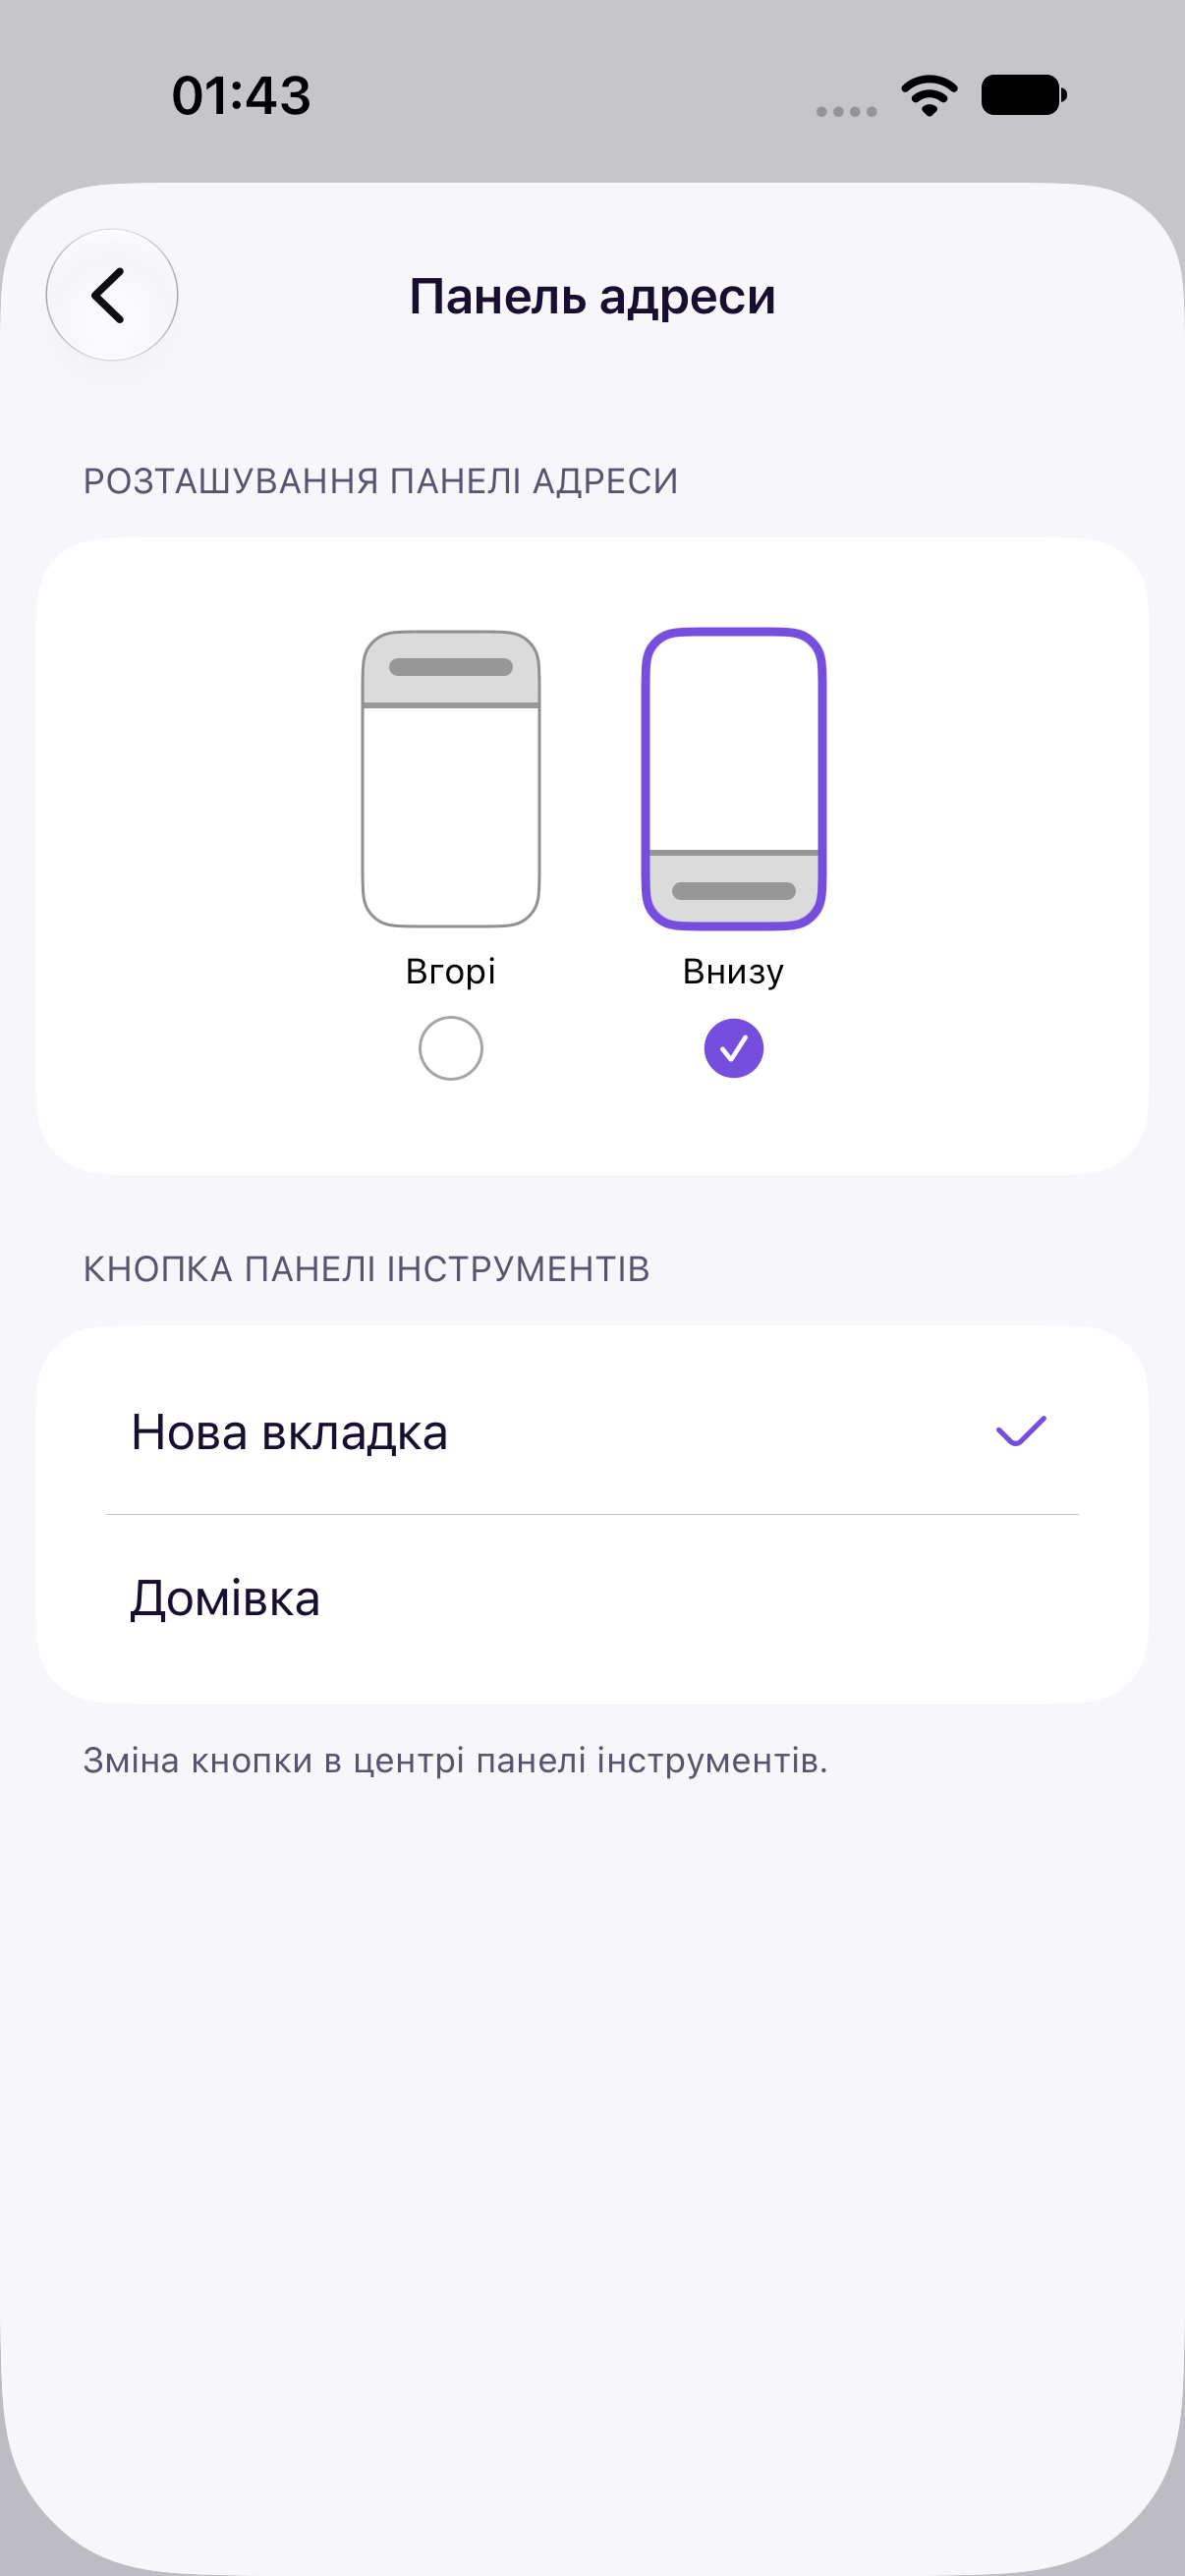 01:43
Панель адреси
РОЗТАШУВАННЯ ПАНЕЛІ АДРЕСИ
Вгорі
Внизу
КНОПКА ПАНЕЛІ ІНСТРУМЕНТІВ
Нова вкладка
Домівка
Зміна кнопки в центрі панелі інструментів.